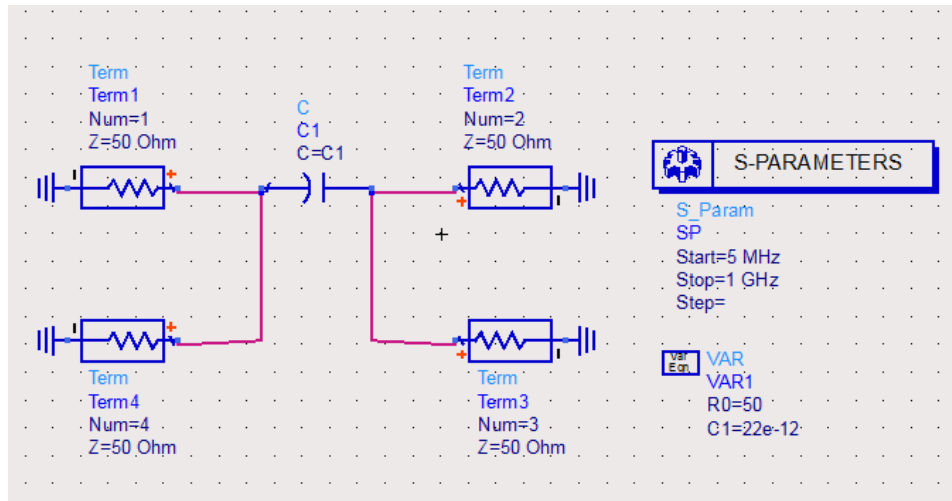 Term
Term1
Num=1
Z=50 Ohm
C
C1
C=C1
Term
Term2
Num=2
Z=50 Ohm
S-PARAMETERS
S_Param
SP
Start=5 MHz
Stop=1 GHz
Step=
Term
Term4
Num=4
Z=50 Ohm
Term
Term3
Num=3
Z=50 Ohm
Var
Eqn
VAR
VAR1
R0=50
C1=22e-12